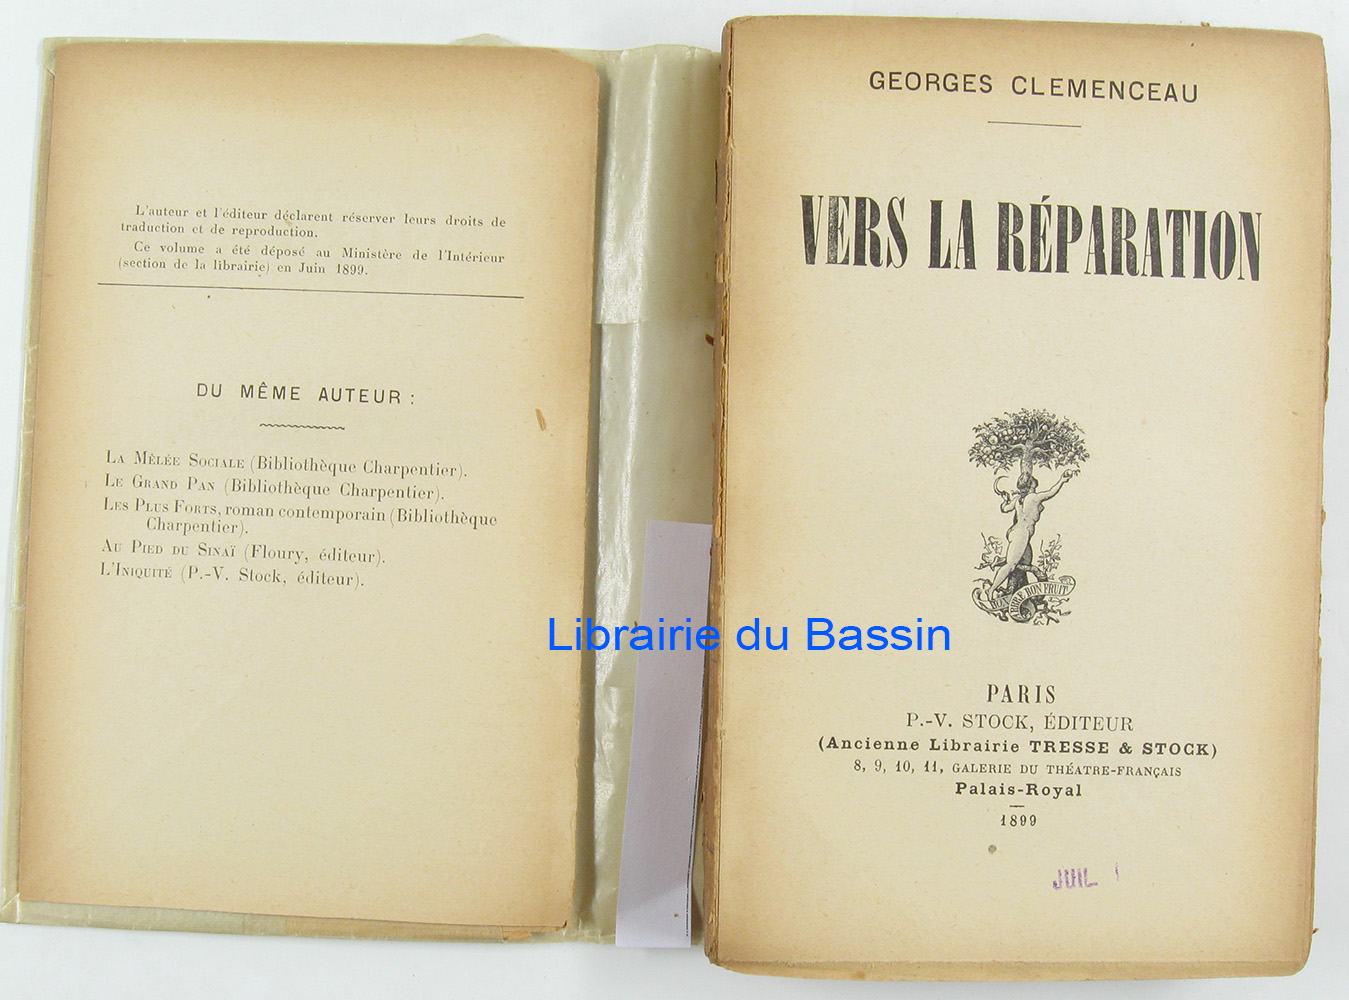 L'auteur et l'éditeur déclarent réserver leurs droits de
traduction et de reproduction.
Ce volume a été déposé au Ministère de l'Intérieur
(section de la librairie) en Juin 1899.
DU MÊME AUTEUR :
LA MÊLÉE SOCIALE (Bibliothèque Charpentier).
LE GRAND PAN (Bibliothèque Charpentier).
LES PLUS FORTS, roman contemporain (Bibliothèque
Charpentier).
AU PIED DU SINAÏ (Floury, éditeur).
L'INIQUITÉ (P.-V. Stock, éditeur).
GEORGES CLEMENCEAU
VERS LA RÉPARATION
BON ARBRE BON FRUIT
Librairie du Bassin
PARIS
P.-V. STOCK, ÉDITEUR
(Ancienne Librairie TRESSE & STOCK)
8, 9, 10, 11, GALERIE DU THÉATRE-FRANÇAIS
Palais-Royal
1899
JUIL